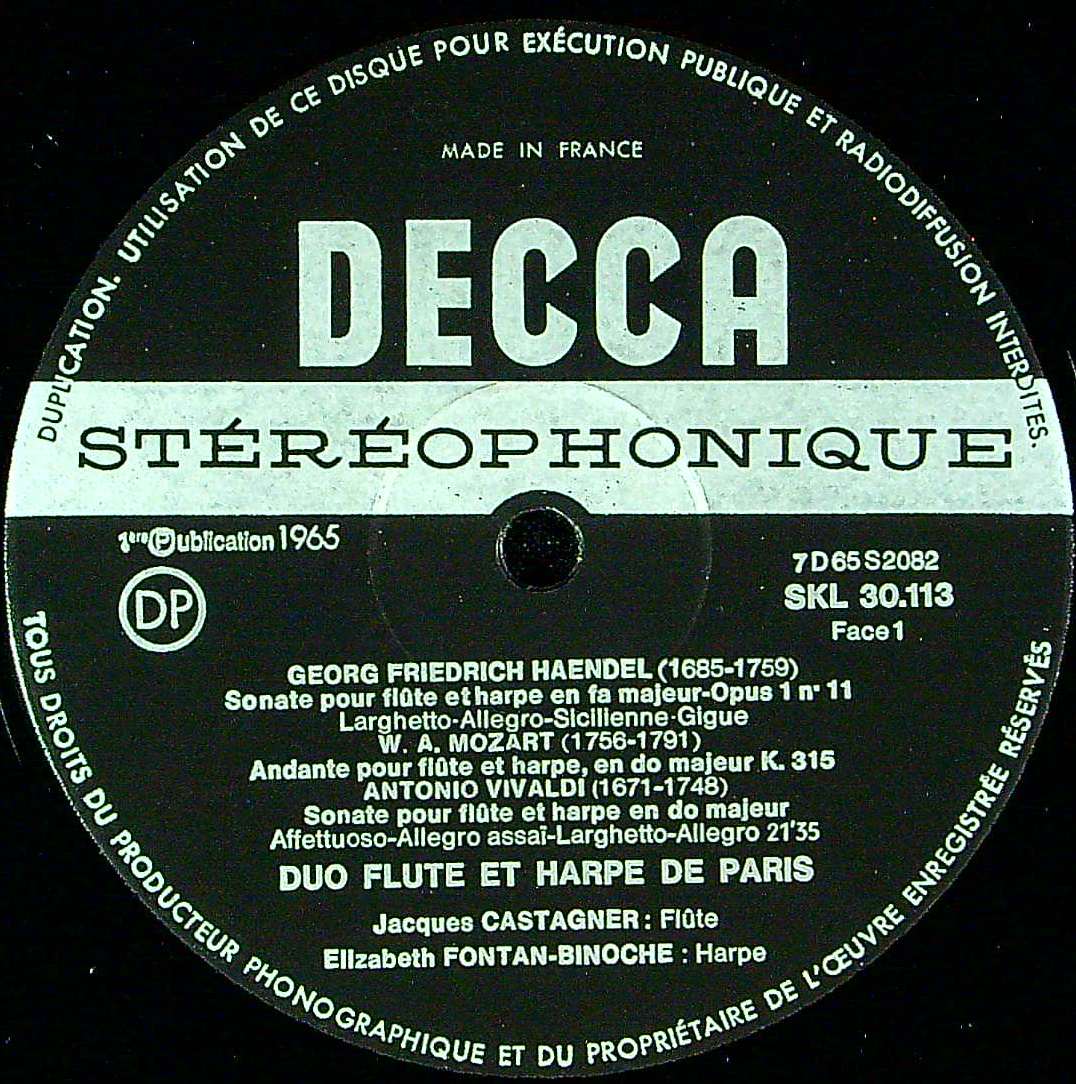 DUPLICATION. UTILISATION DE CE DISQUE POUR EXÉCUTION PUBLIQUE ET RADIODIFFUSION INTERDITES.
MADE IN FRANCE
DECCA
STÉRÉOPHONIQUE
1ère Publication 1965
DP
7D65S2082
SKL 30.113
Face 1
GEORG FRIEDRICH HAENDEL (1685-1759)
Sonate pour flûte et harpe en fa majeur-Opus 1 n° 11
Larghetto-Allegro-Sicilienne-Gigue
W. A. MOZART (1756-1791)
Andante pour flûte et harpe, en do majeur K. 315
ANTONIO VIVALDI (1671-1748)
Sonate pour flûte et harpe en do majeur
Affettuoso-Allegro assaï-Larghetto-Allegro 21'35
DUO FLUTE ET HARPE DE PARIS
Jacques CASTAGNER : Flûte
Elizabeth FONTAN-BINOCHE : Harpe
TOUS DROITS DU PRODUCTEUR PHONOGRAPHIQUE ET DU PROPRIÉTAIRE DE L'ŒUVRE ENREGISTRÉE RÉSERVÉS